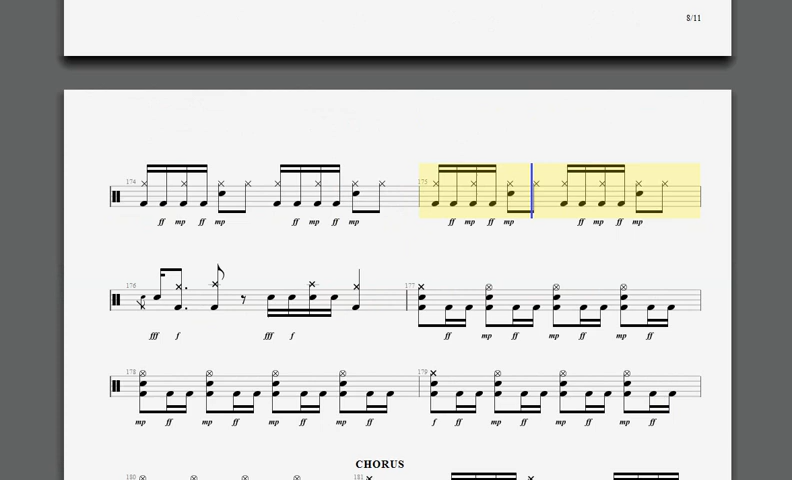 8/11
174 175
ff mp ff mp ff mp ff mp ff mp ff mp ff mp ff mp
176 177
fff f fff f ff mp ff mp ff mp ff
178 179
mp ff mp ff mp ff mp ff f ff mp ff mp ff mp ff
CHORUS
180 181